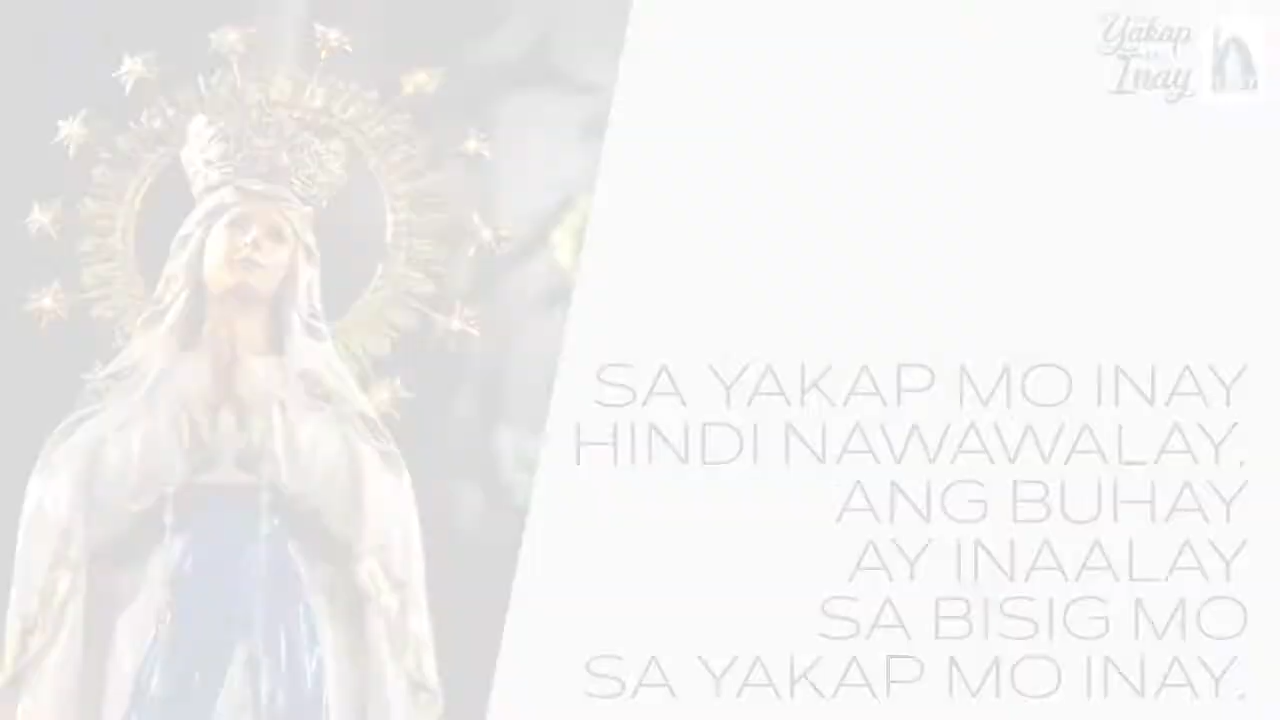 Yakap
Inay
SA YAKAP MO INAY
HINDI NAWAWALAY,
ANG BUHAY
AY INAALAY
SA BISIG MO
SA YAKAP MO INAY.